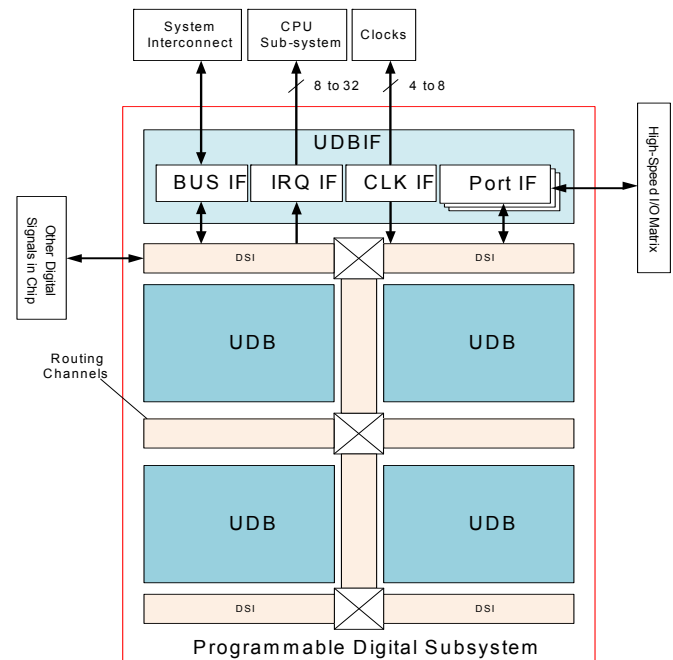 System
Interconnect
CPU
Sub-system
Clocks
8 to 32
4 to 8
UDBIF
BUS IF
IRQ IF
CLK IF
Port IF
High-Speed I/O Matrix
Other Digital
Signals in Chip
DSI
DSI
UDB
UDB
Routing
Channels
UDB
UDB
DSI
DSI
Programmable Digital Subsystem